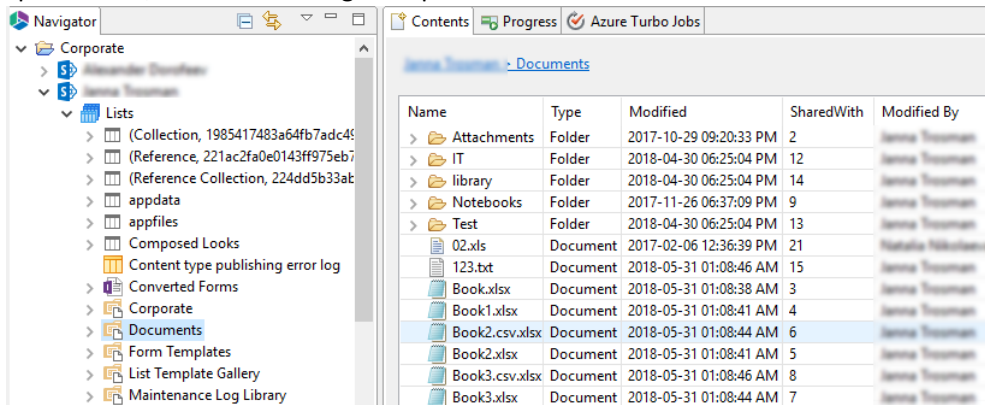 Navigator
Corporate
Lists
(Collection, 1985417483a64fb7adc49
(Reference, 221ac2fa0e0143ff975eb7
(Reference Collection, 224dd5b33ab
appdata
appfiles
Composed Looks
Content type publishing error log
Converted Forms
Corporate
Documents
Form Templates
List Template Gallery
Maintenance Log Library
Contents Progress Azure Turbo Jobs
> Documents
Name Type Modified SharedWith Modified By
Attachments Folder 2017-10-29 09:20:33 PM 2
IT Folder 2018-04-30 06:25:04 PM 12
library Folder 2018-04-30 06:25:04 PM 14
Notebooks Folder 2017-11-26 06:37:09 PM 9
Test Folder 2018-04-30 06:25:04 PM 13
02.xls Document 2017-02-06 12:36:39 PM 21
123.txt Document 2018-05-31 01:08:46 AM 15
Book.xlsx Document 2018-05-31 01:08:38 AM 3
Book1.xlsx Document 2018-05-31 01:08:41 AM 4
Book2.csv.xlsx Document 2018-05-31 01:08:44 AM 6
Book2.xlsx Document 2018-05-31 01:08:41 AM 5
Book3.csv.xlsx Document 2018-05-31 01:08:46 AM 8
Book3.xlsx Document 2018-05-31 01:08:44 AM 7